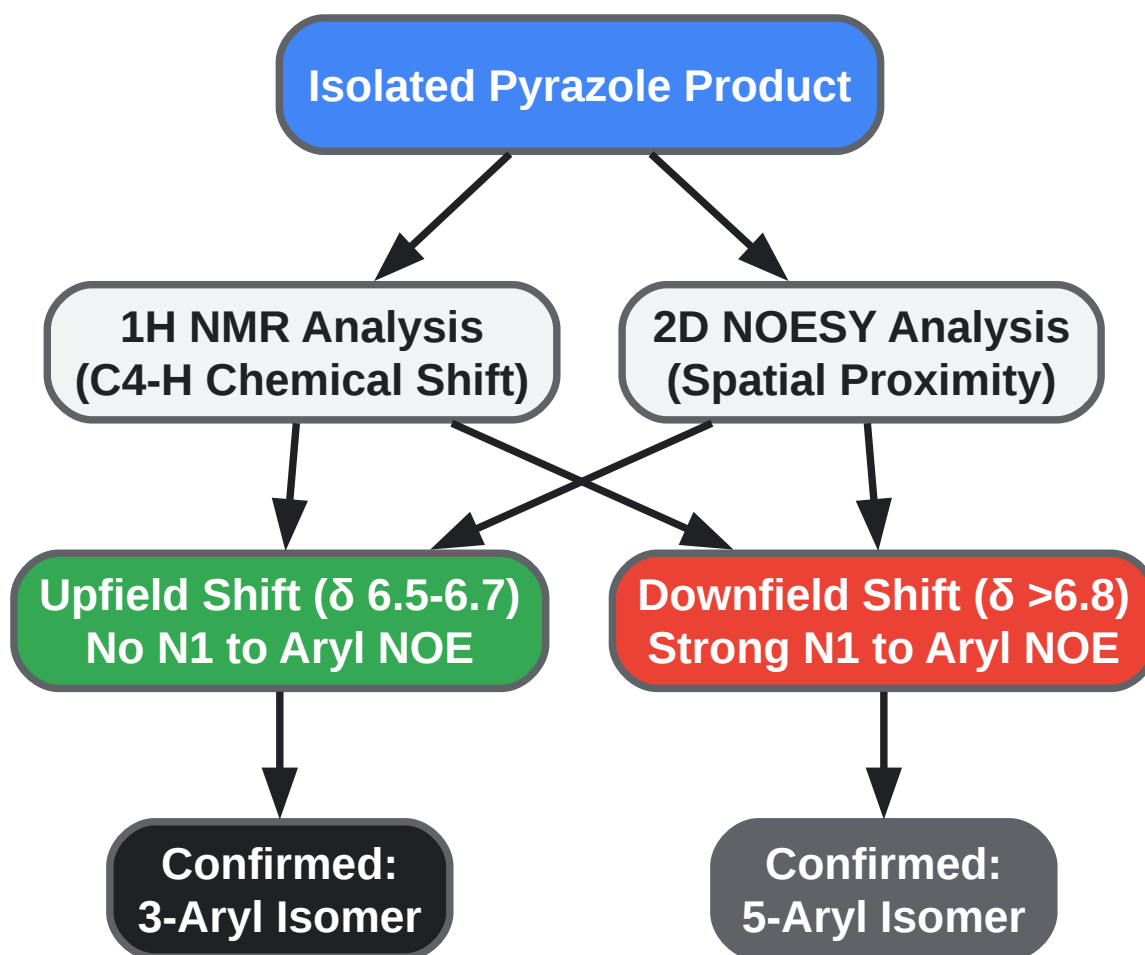 Isolated Pyrazole Product
1H NMR Analysis
(C4-H Chemical Shift)
2D NOESY Analysis
(Spatial Proximity)
Upfield Shift (δ 6.5-6.7)
No N1 to Aryl NOE
Downfield Shift (δ >6.8)
Strong N1 to Aryl NOE
Confirmed:
3-Aryl Isomer
Confirmed:
5-Aryl Isomer